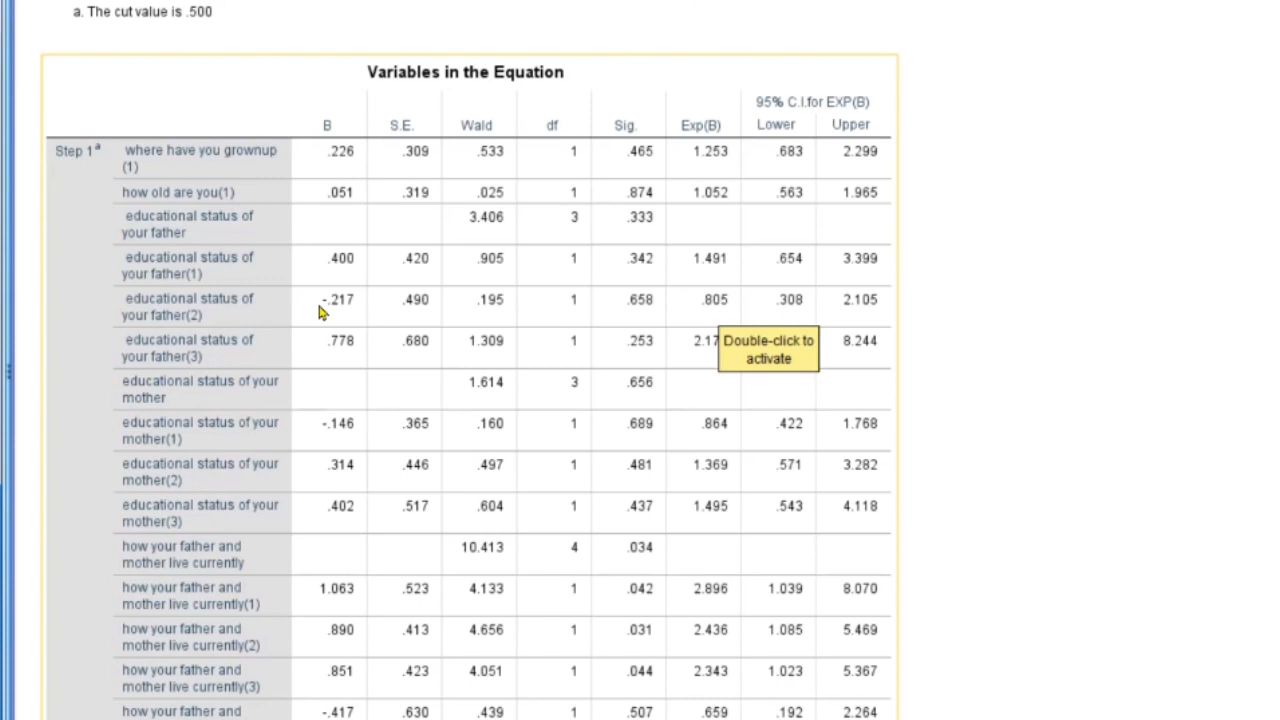 a. The cut value is .500
Variables in the Equation
95% C.I.for EXP(B)
B S.E. Wald df Sig. Exp(B) Lower Upper
Step 1a where have you grownup .226 .309 .533 1 .465 1.253 .683 2.299
(1)
how old are you(1) .051 .319 .025 1 .874 1.052 .563 1.965
educational status of 3.406 3 .333
your father
educational status of .400 .420 .905 1 .342 1.491 .654 3.399
your father(1)
educational status of -.217 .490 .195 1 .658 .805 .308 2.105
your father(2)
educational status of .778 .680 1.309 1 .253 2.17 Double-click to 8.244
your father(3) activate
educational status of your 1.614 3 .656
mother
educational status of your -.146 .365 .160 1 .689 .864 .422 1.768
mother(1)
educational status of your .314 .446 .497 1 .481 1.369 .571 3.282
mother(2)
educational status of your .402 .517 .604 1 .437 1.495 .543 4.118
mother(3)
how your father and 10.413 4 .034
mother live currently
how your father and 1.063 .523 4.133 1 .042 2.896 1.039 8.070
mother live currently(1)
how your father and .890 .413 4.656 1 .031 2.436 1.085 5.469
mother live currently(2)
how your father and .851 .423 4.051 1 .044 2.343 1.023 5.367
mother live currently(3)
how your father and -.417 .630 .439 1 .507 .659 .192 2.264